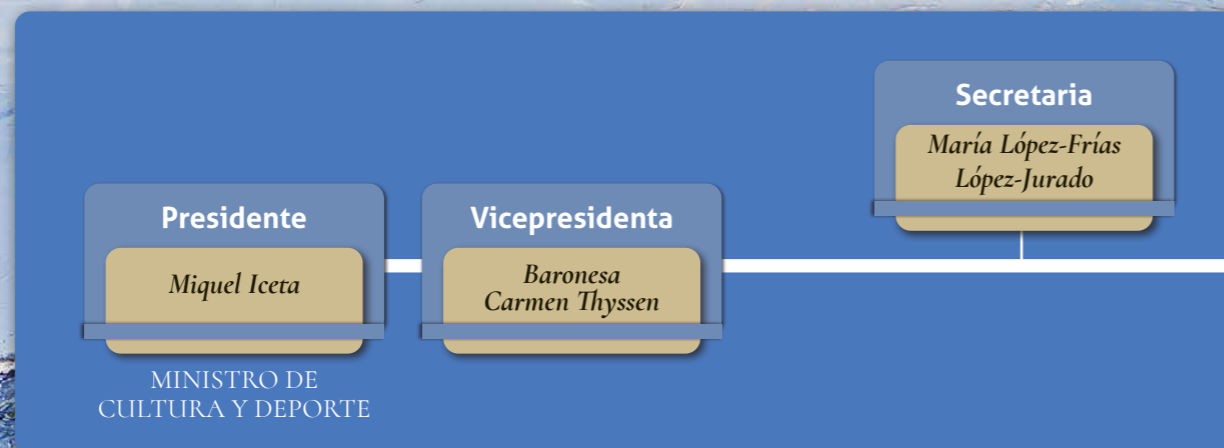 Secretaria
María López-Frías
López-Jurado
Presidente
Miquel Iceta
MINISTRO DE
CULTURA Y DEPORTE
Vicepresidenta
Baronesa
Carmen Thyssen